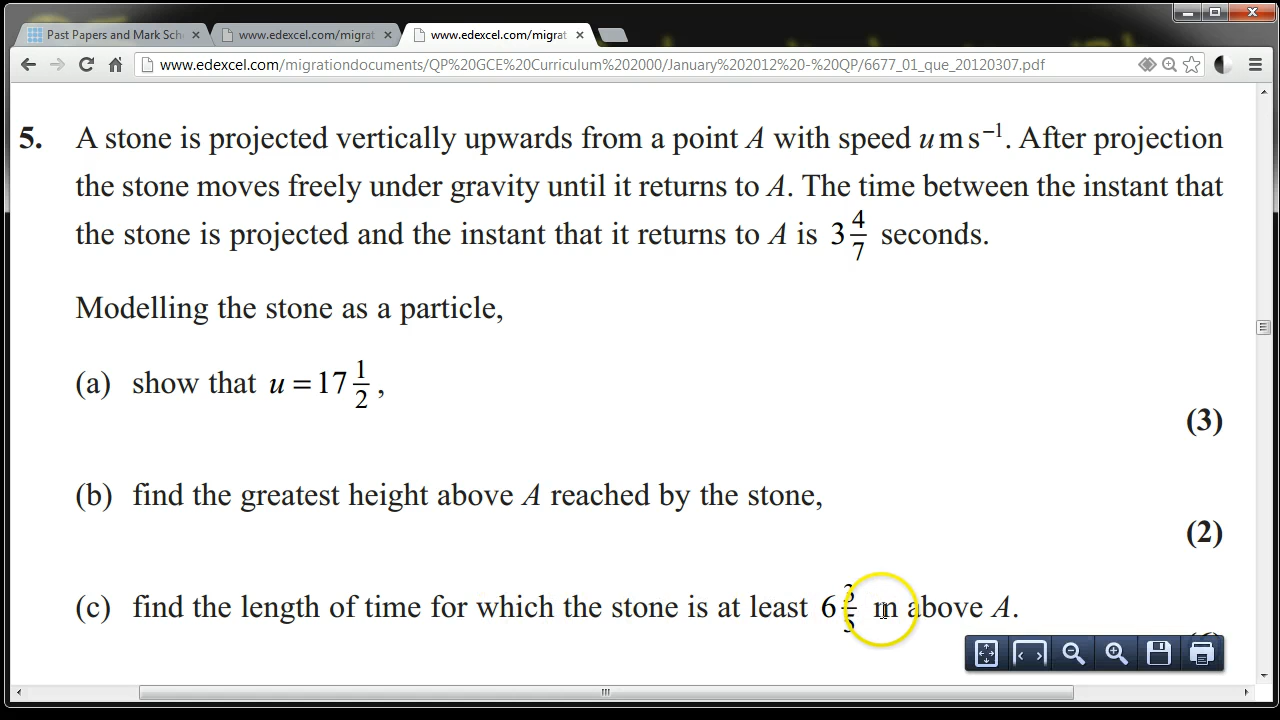 Past Papers and Mark Sch
www.edexcel.com/migrat
www.edexcel.com/migrat
www.edexcel.com/migrationdocuments/QP%20GCE%20Curriculum%202000/January%202012%20-%20QP/6677_01_que_20120307.pdf
5. A stone is projected vertically upwards from a point A with speed u m s⁻¹. After projection
the stone moves freely under gravity until it returns to A. The time between the instant that
the stone is projected and the instant that it returns to A is 3 4/7 seconds.
Modelling the stone as a particle,
(a) show that u = 17 1/2 ,
(3)
(b) find the greatest height above A reached by the stone,
(2)
(c) find the length of time for which the stone is at least 6 3/5 m above A.